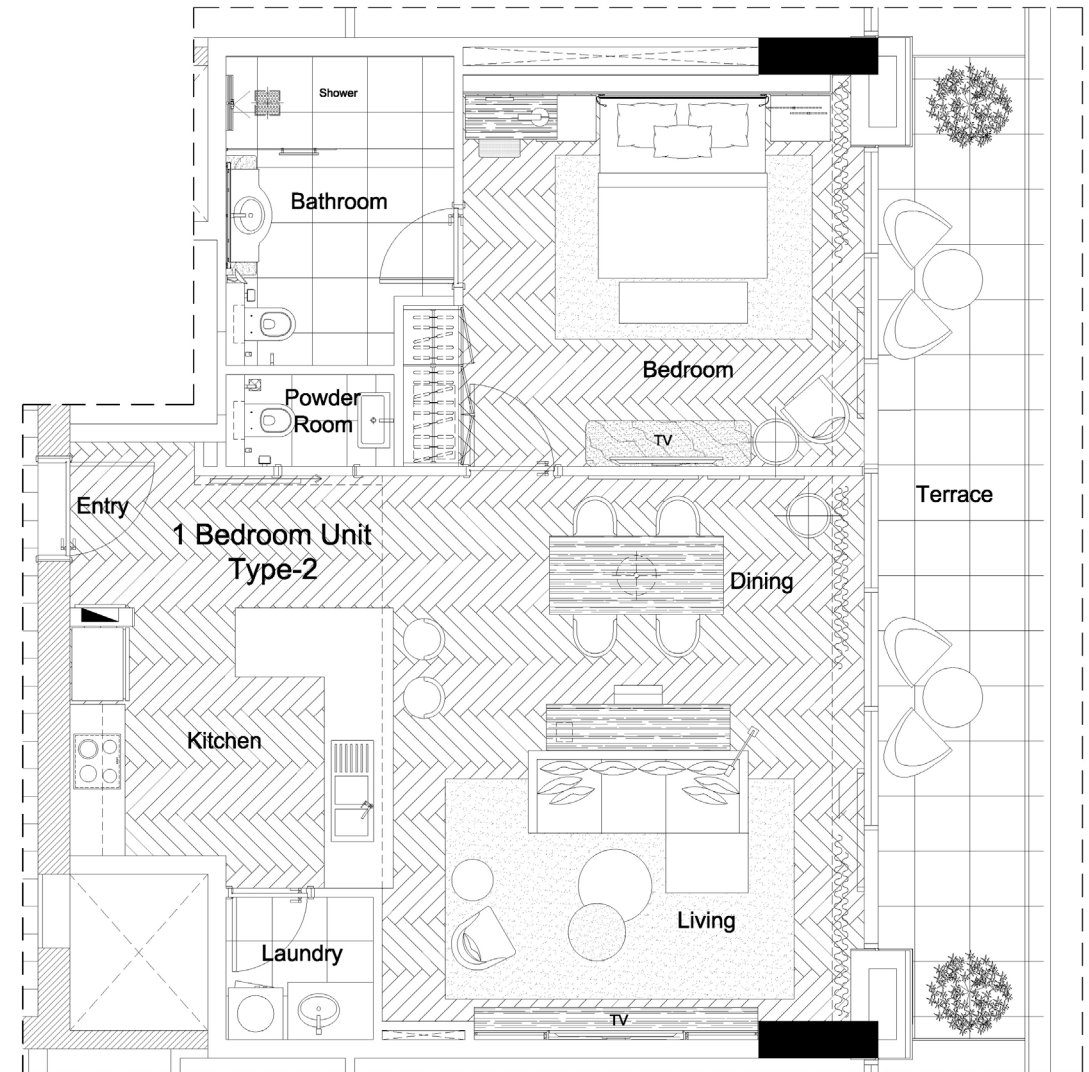 Shower
Bathroom
Bedroom
Powder
Room
TV
Entry
Terrace
1 Bedroom Unit
Type-2
Dining
Kitchen
Living
Laundry
TV